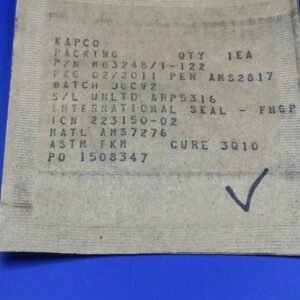 KAPCO
PACKING QTY 1EA
P/N M83248/1-122
PKG 02/2011 PER AMS2817
BATCH JGCV2
S/L UNLTD ARP5316
INTERNATIONAL SEAL - FNGP
ICN 223150-02
MATL AMS7276
ASTM FKM CURE 3Q10
PO 1508347